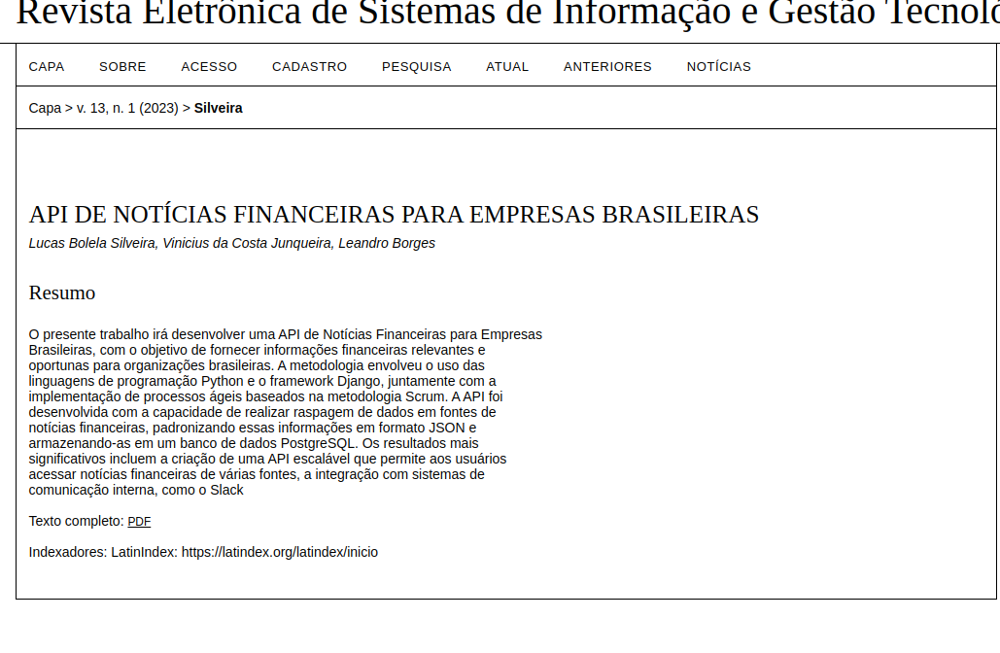 Revista Eletrônica de Sistemas de Informação e Gestão
CAPA SOBRE ACESSO CADASTRO PESQUISA ATUAL ANTERIORES NOTÍCIAS
Capa > v. 13, n. 1 (2023) > Silveira
API DE NOTÍCIAS FINANCEIRAS PARA EMPRESAS BRASILEIRAS
Lucas Bolela Silveira, Vinicius da Costa Junqueira, Leandro Borges
Resumo
O presente trabalho irá desenvolver uma API de Notícias Financeiras para Empresas
Brasileiras, com o objetivo de fornecer informações financeiras relevantes e
oportunas para organizações brasileiras. A metodologia envolveu o uso das
linguagens de programação Python e o framework Django, juntamente com a
implementação de processos ágeis baseados na metodologia Scrum. A API foi
desenvolvida com a capacidade de realizar raspagem de dados em fontes de
notícias financeiras, padronizando essas informações em formato JSON e
armazenando-as em um banco de dados PostgreSQL. Os resultados mais
significativos incluem a criação de uma API escalável que permite aos usuários
acessar notícias financeiras de várias fontes, a integração com sistemas de
comunicação interna, como o Slack
Texto completo: PDF
Indexadores: LatinIndex: https://latindex.org/latindex/inicio